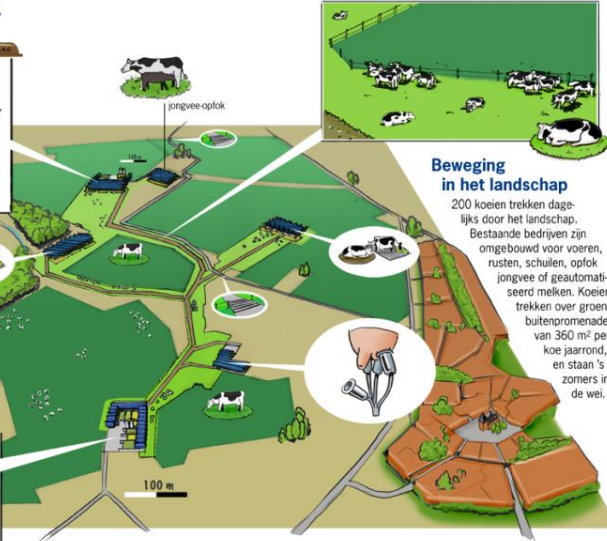 jongvee-opfok
Beweging
in het landschap
200 koeien trekken dage-
lijks door het landschap.
Bestaande bedrijven zijn
omgebouwd voor voeren,
rusten, schuilen, opfok
jongvee of geautomati-
seerd melken. Koeien
trekken over groene
buitenpromenade
van 360 m² per
koe jaarrond,
en staan 's
zomers in
de wei.
100 m